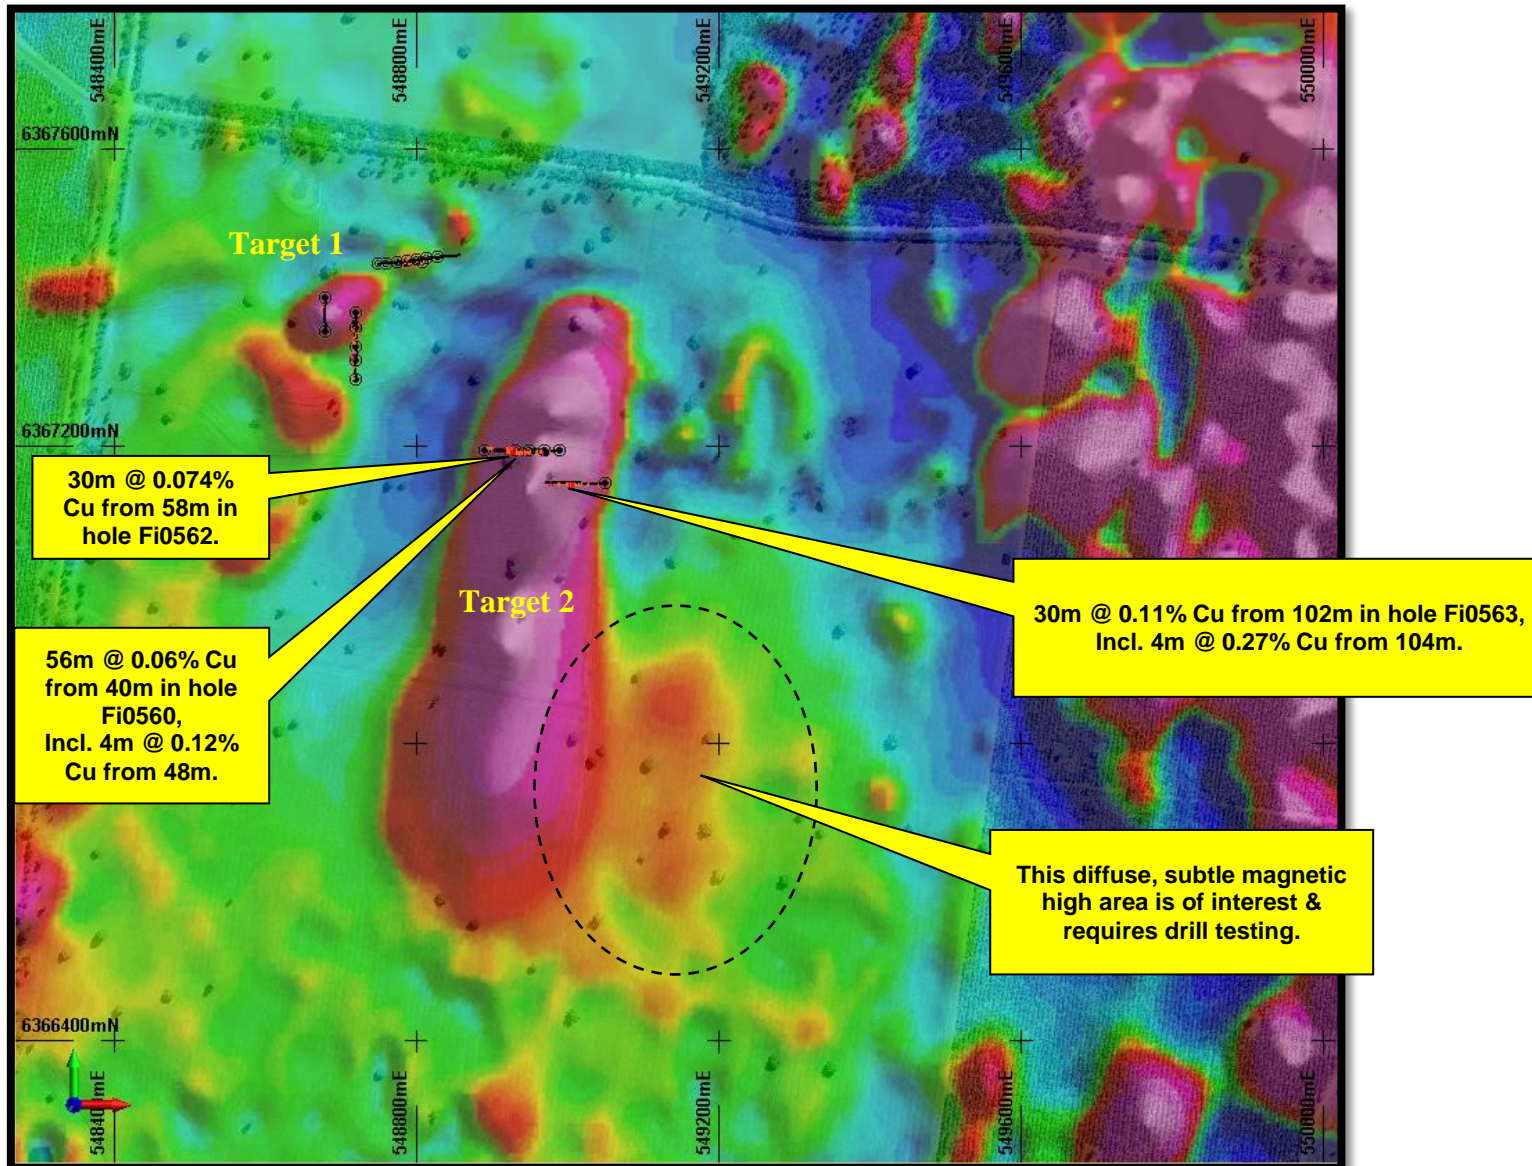 548400mE
548800mE
549200mE
549600mE
550000mE
6367600mN
Target 1
6367200mN
30m @ 0.074%
Cu from 58m in
hole Fi0562.
Target 2
30m @ 0.11% Cu from 102m in hole Fi0563,
Incl. 4m @ 0.27% Cu from 104m.
56m @ 0.06% Cu
from 40m in hole
Fi0560,
Incl. 4m @ 0.12%
Cu from 48m.
This diffuse, subtle magnetic
high area is of interest &
requires drill testing.
6366400mN
548400mE
548800mE
549200mE
549600mE
550000mE